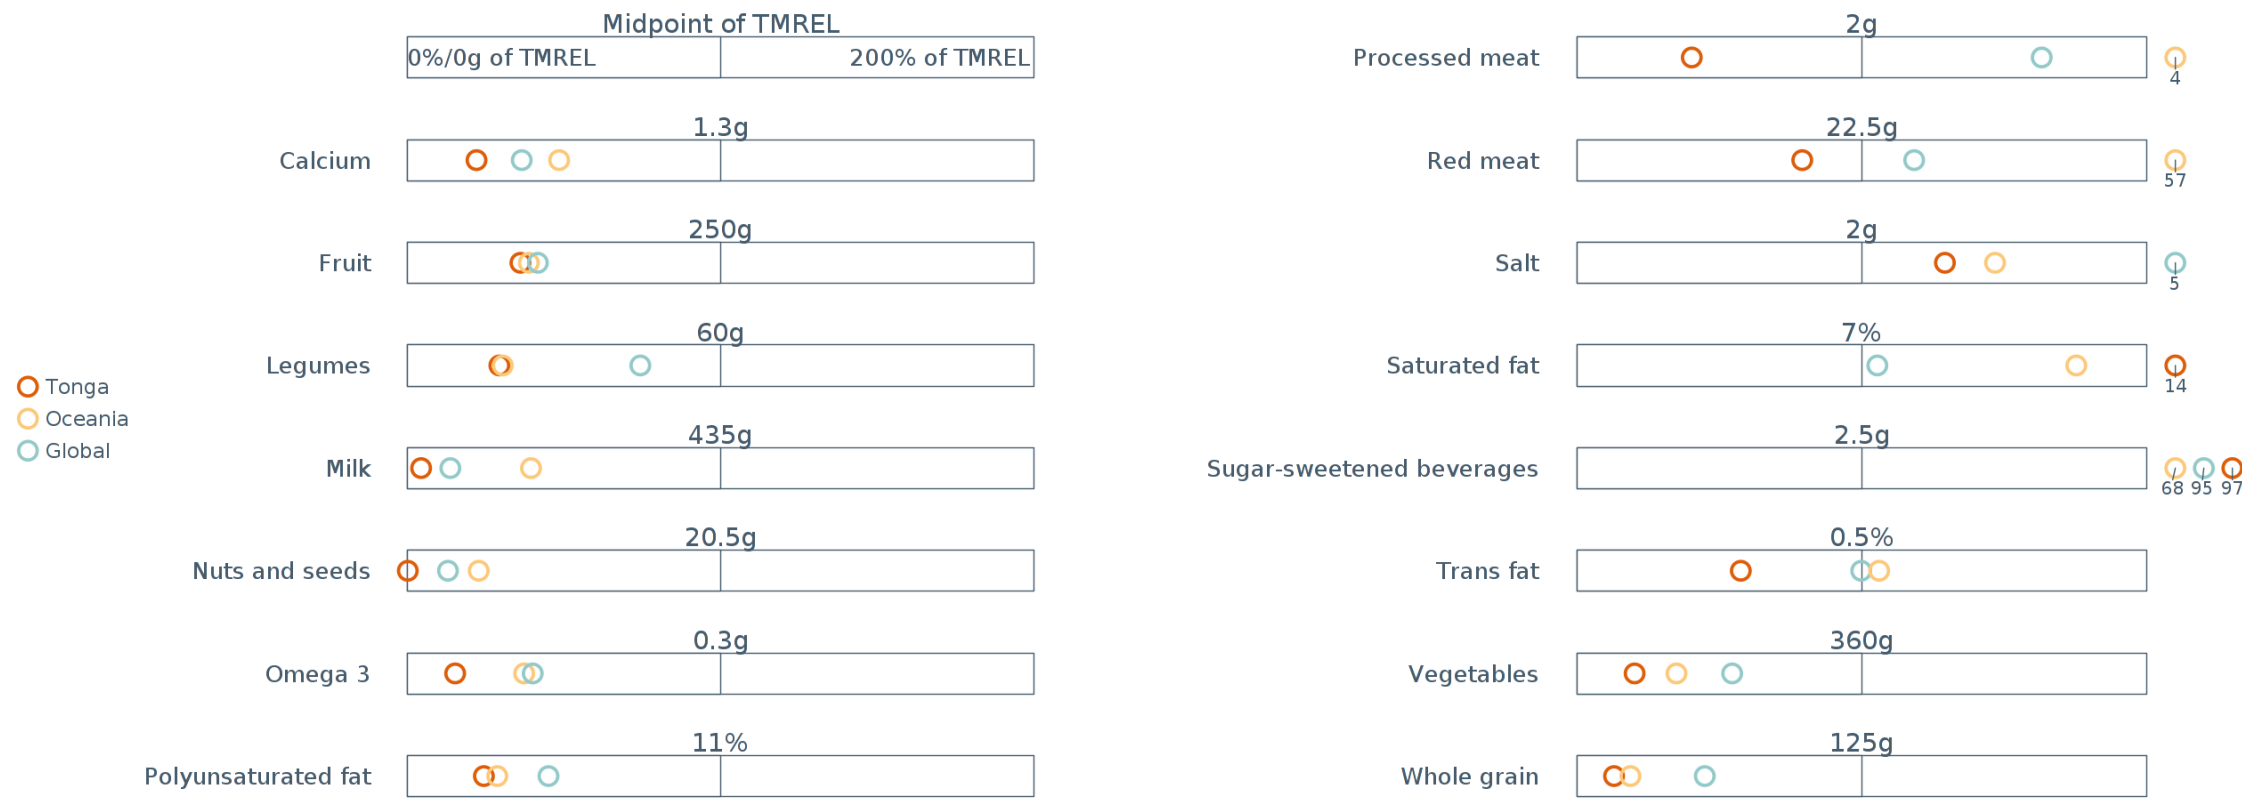 Midpoint of TMREL
0%/0g of TMREL
200% of TMREL
1.3g
Calcium
250g
Fruit
60g
Legumes
435g
Milk
20.5g
Nuts and seeds
0.3g
Omega 3
11%
Polyunsaturated fat
Tonga
Oceania
Global
2g
Processed meat
4
22.5g
Red meat
57
2g
Salt
5
7%
Saturated fat
14
2.5g
Sugar-sweetened beverages
68 95 97
0.5%
Trans fat
360g
Vegetables
125g
Whole grain